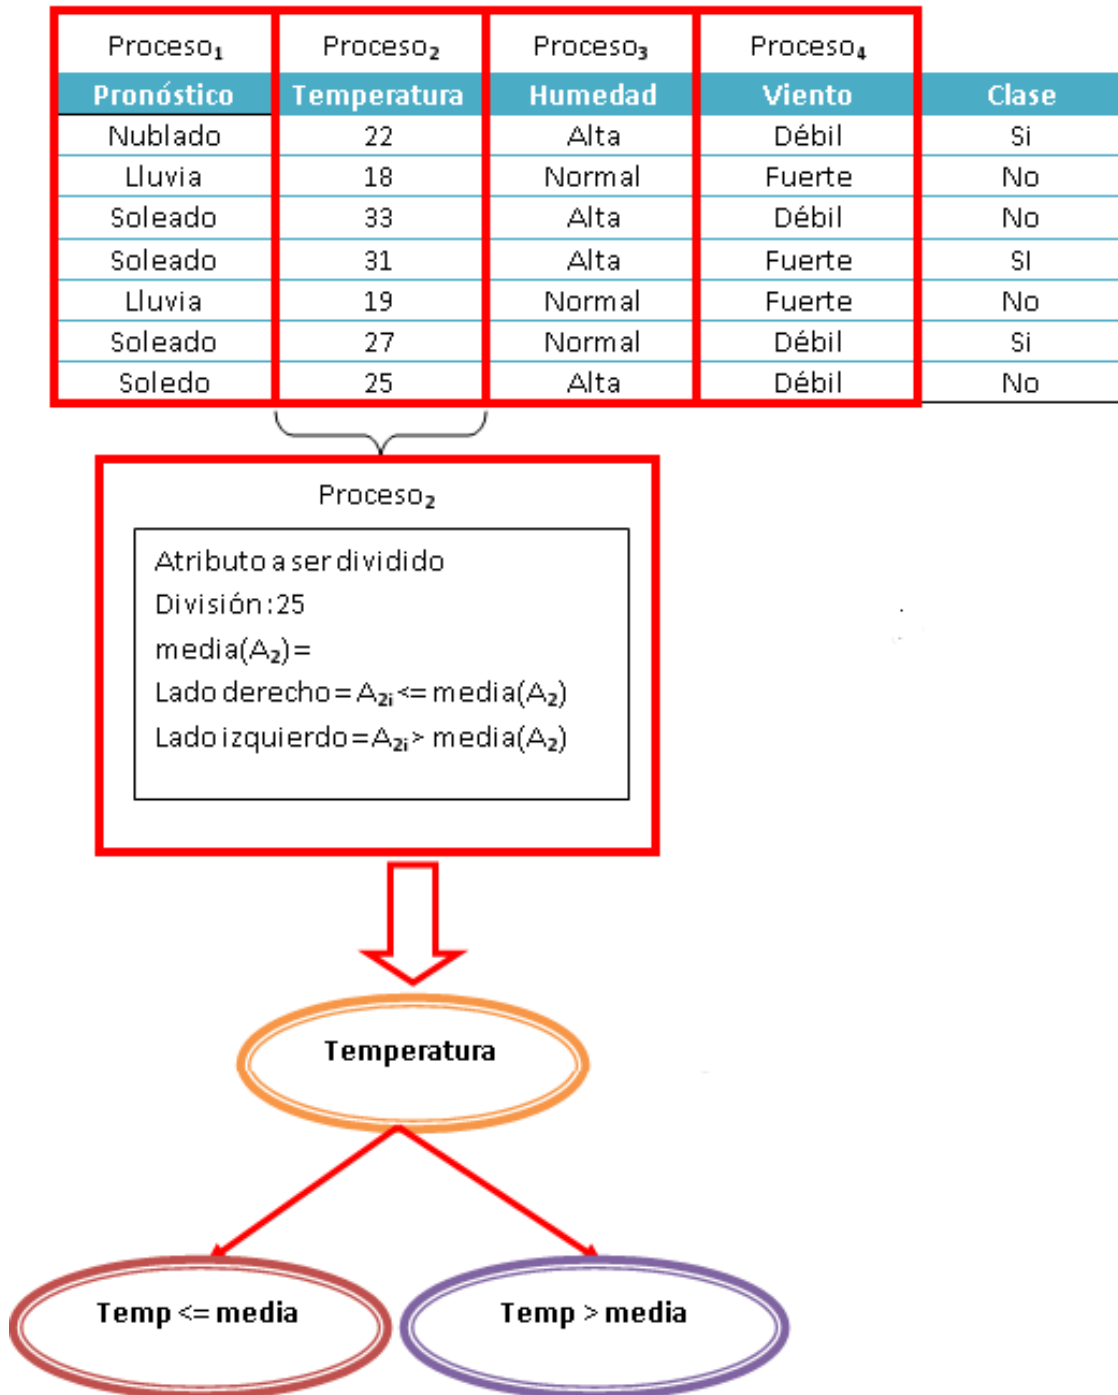 Proceso₁ Proceso₂ Proceso₃ Proceso₄
Pronóstico Temperatura Humedad Viento Clase
Nublado 22 Alta Débil Si
Lluvia 18 Normal Fuerte No
Soleado 33 Alta Débil No
Soleado 31 Alta Fuerte SI
Lluvia 19 Normal Fuerte No
Soleado 27 Normal Débil Si
Soledo 25 Alta Débil No
Proceso₂
Atributo a ser dividido
División:25
media(A₂)=
Lado derecho=A₂ᵢ<= media(A₂)
Lado izquierdo=A₂ᵢ> media(A₂)
Temperatura
Temp <= media
Temp > media